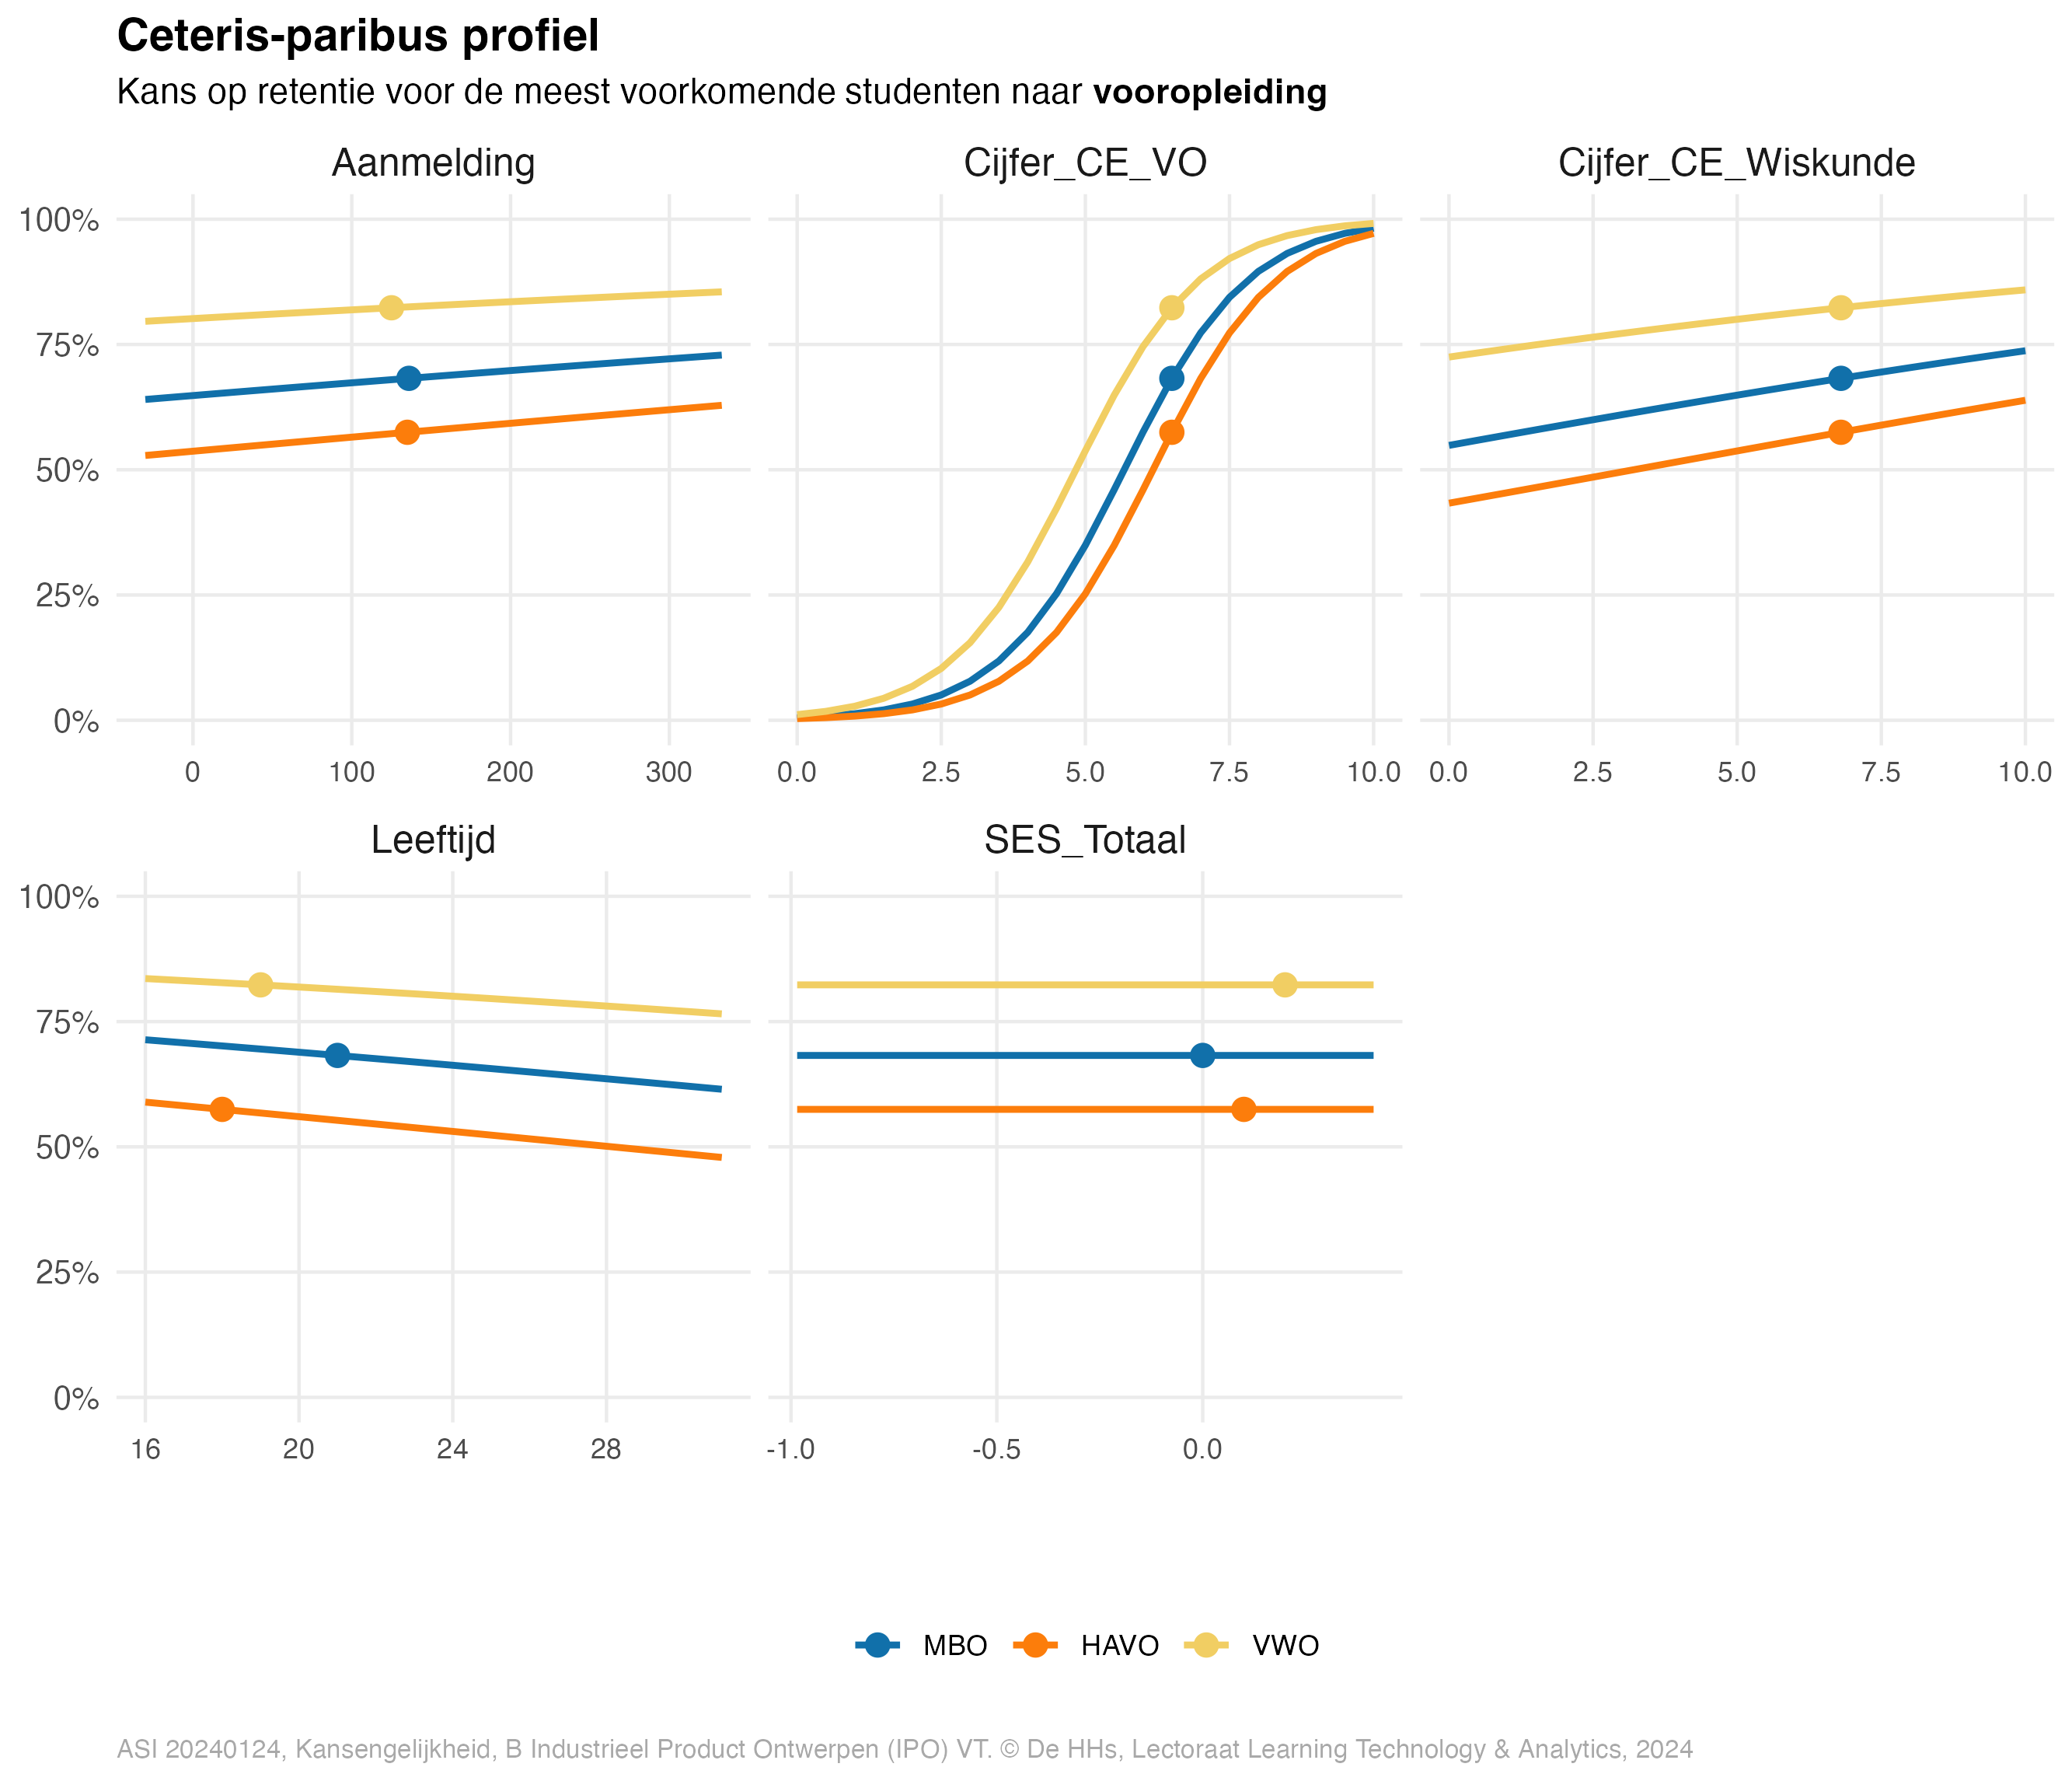 Ceteris-paribus profiel
Kans op retentie voor de meest voorkomende studenten naar vooropleiding
Aanmelding
Cijfer_CE_VO
Cijfer_CE_Wiskunde
100%
75%
50%
25%
0%
0 100 200 300
0.0 2.5 5.0 7.5 10.0
0.0 2.5 5.0 7.5 10.0
Leeftijd
SES_Totaal
100%
75%
50%
25%
0%
16 20 24 28
-1.0 -0.5 0.0
MBO HAVO VWO
ASI 20240124, Kansengelijkheid, B Industrieel Product Ontwerpen (IPO) VT. © De HHs, Lectoraat Learning Technology & Analytics, 2024